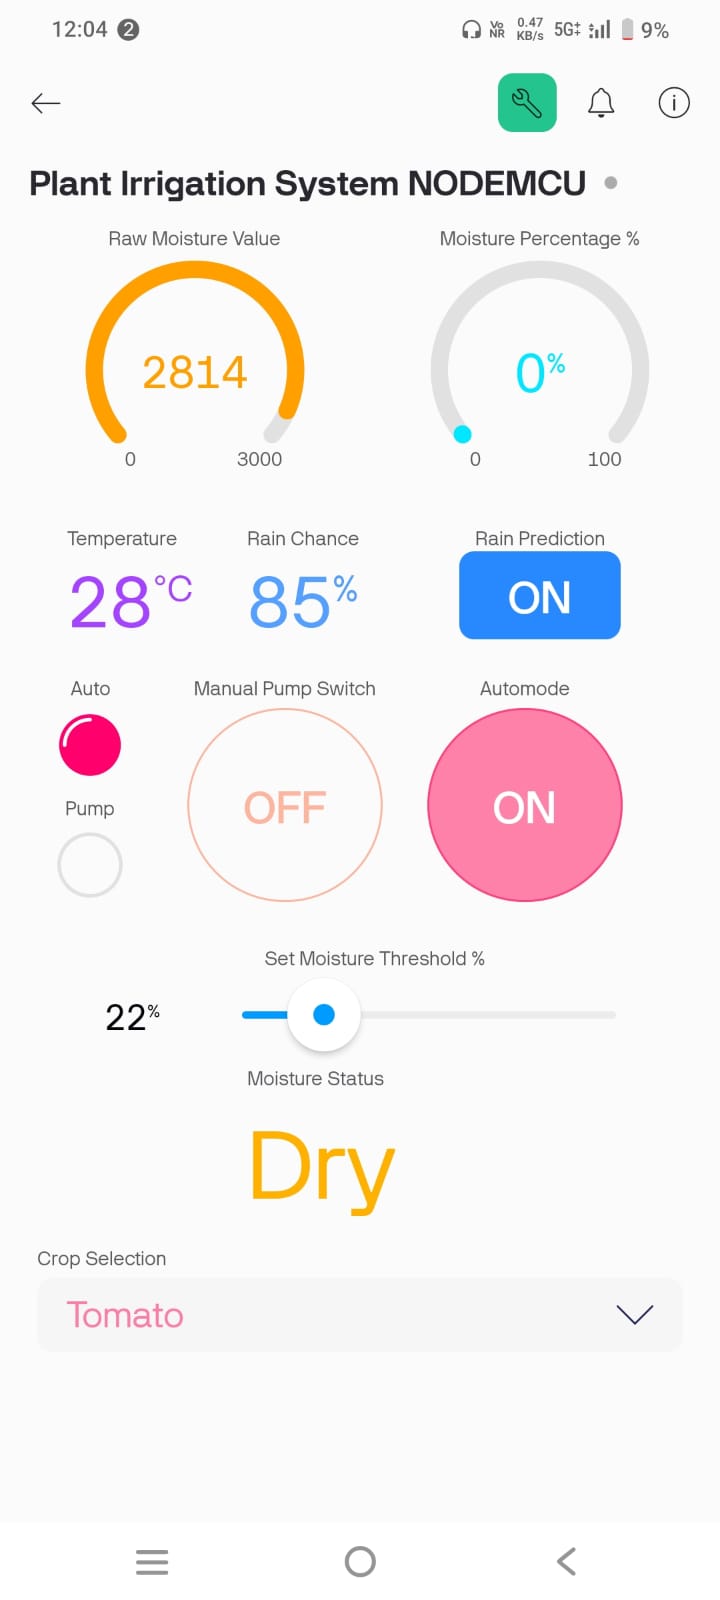 12:04 2 Vo NR 0.47 KB/s 5G 9%
Plant Irrigation System NODEMCU
Raw Moisture Value Moisture Percentage %
2814 0%
0 3000 0 100
Temperature Rain Chance Rain Prediction
28°C 85% ON
Auto Manual Pump Switch Automode
OFF ON
Pump
Set Moisture Threshold %
22%
Moisture Status
Dry
Crop Selection
Tomato